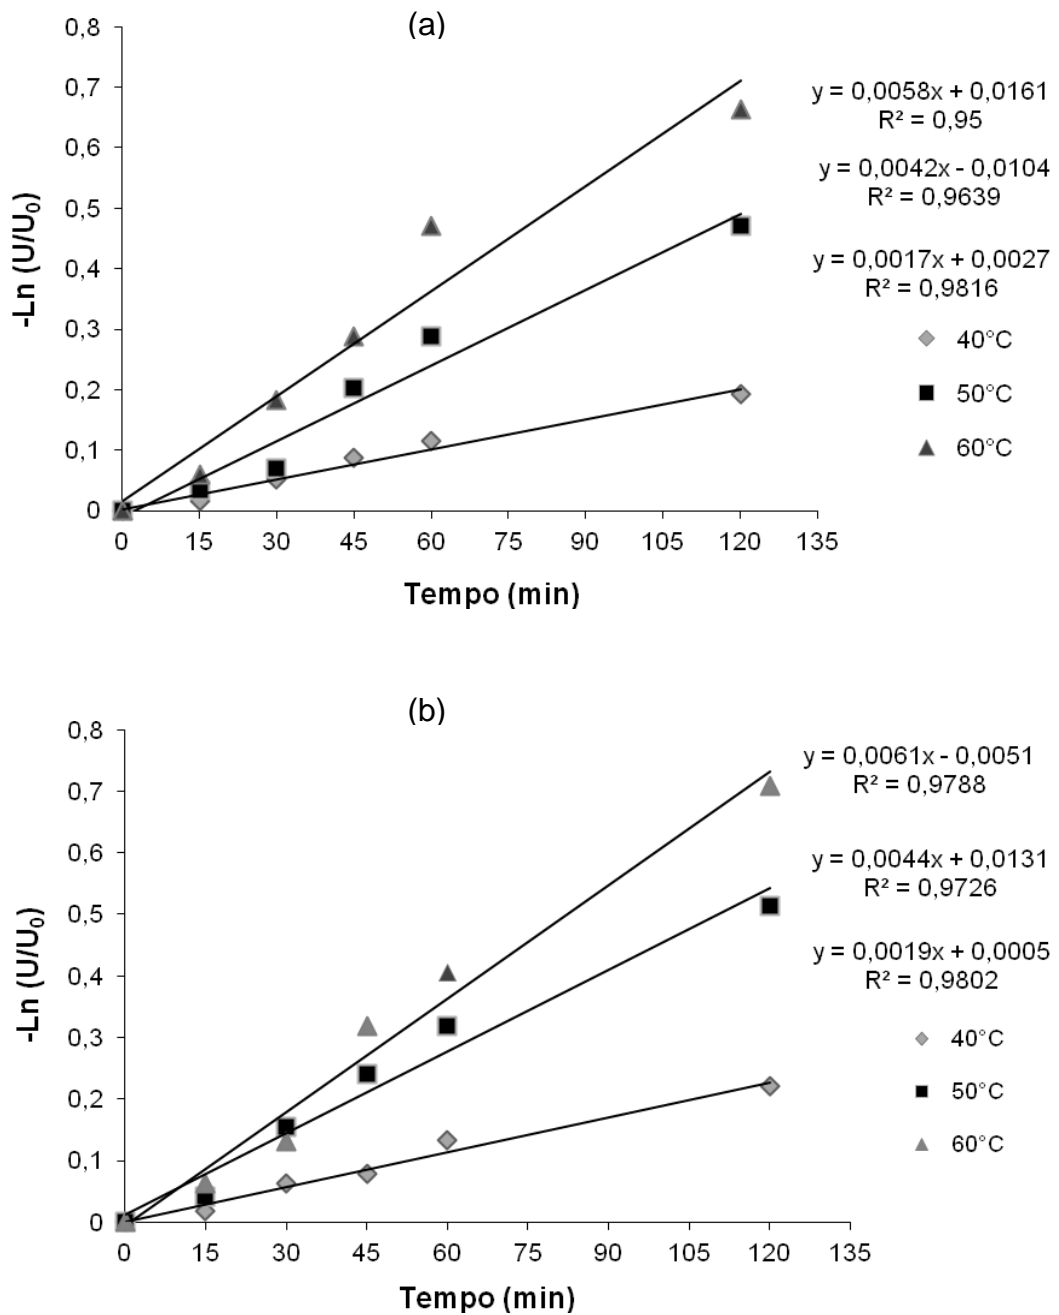 (a)
0,8
0,7
0,6
0,5
0,4
0,3
0,2
0,1
0
-Ln (U/U₀)
0 15 30 45 60 75 90 105 120 135
Tempo (min)
y = 0,0058x + 0,0161
R² = 0,95
y = 0,0042x - 0,0104
R² = 0,9639
y = 0,0017x + 0,0027
R² = 0,9816
40°C
50°C
60°C
(b)
0,8
0,7
0,6
0,5
0,4
0,3
0,2
0,1
0
-Ln (U/U₀)
0 15 30 45 60 75 90 105 120 135
Tempo (min)
y = 0,0061x - 0,0051
R² = 0,9788
y = 0,0044x + 0,0131
R² = 0,9726
y = 0,0019x + 0,0005
R² = 0,9802
40°C
50°C
60°C